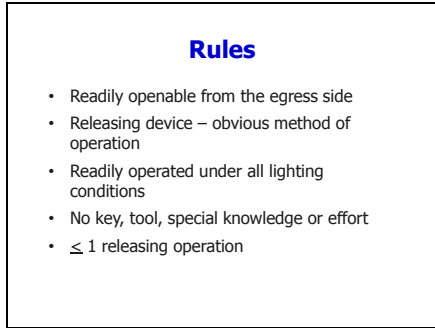 Rules
• Readily openable from the egress side
• Releasing device – obvious method of
operation
• Readily operated under all lighting
conditions
• No key, tool, special knowledge or effort
• ≤ 1 releasing operation